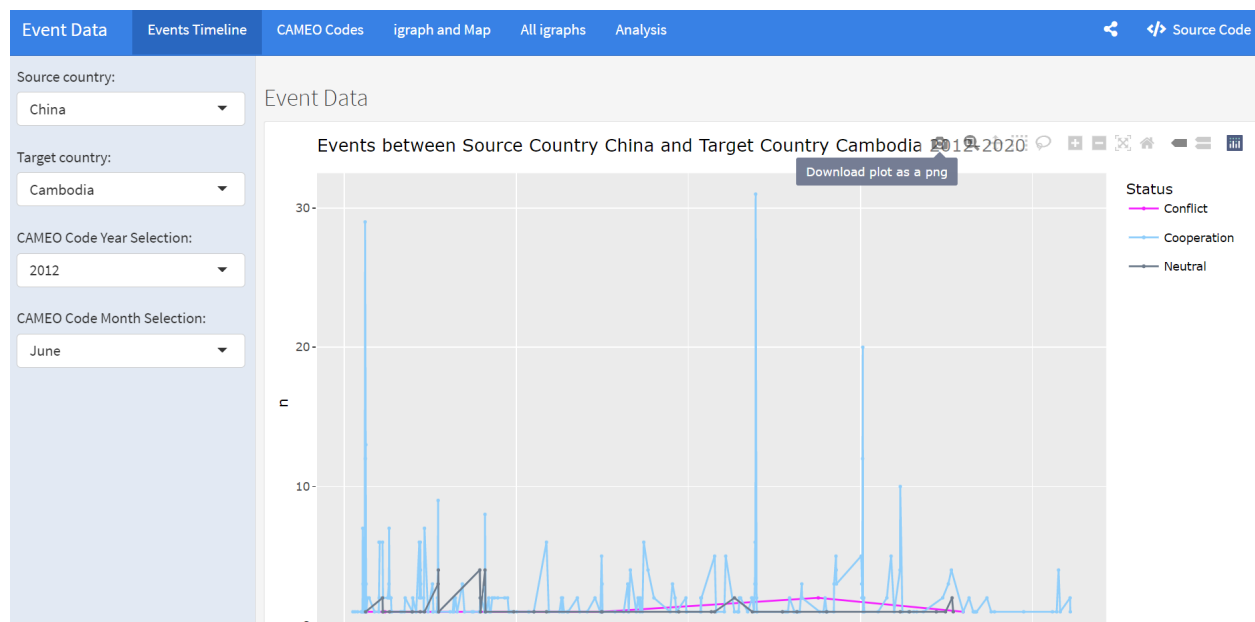 Event Data Events Timeline CAMEO Codes igraph and Map All igraphs Analysis </> Source Code
Source country:
China
Target country:
Cambodia
CAMEO Code Year Selection:
2012
CAMEO Code Month Selection:
June
Event Data
Events between Source Country China and Target Country Cambodia 2012-2020
Download plot as a png
Status
Conflict
Cooperation
Neutral
30
20
10
n